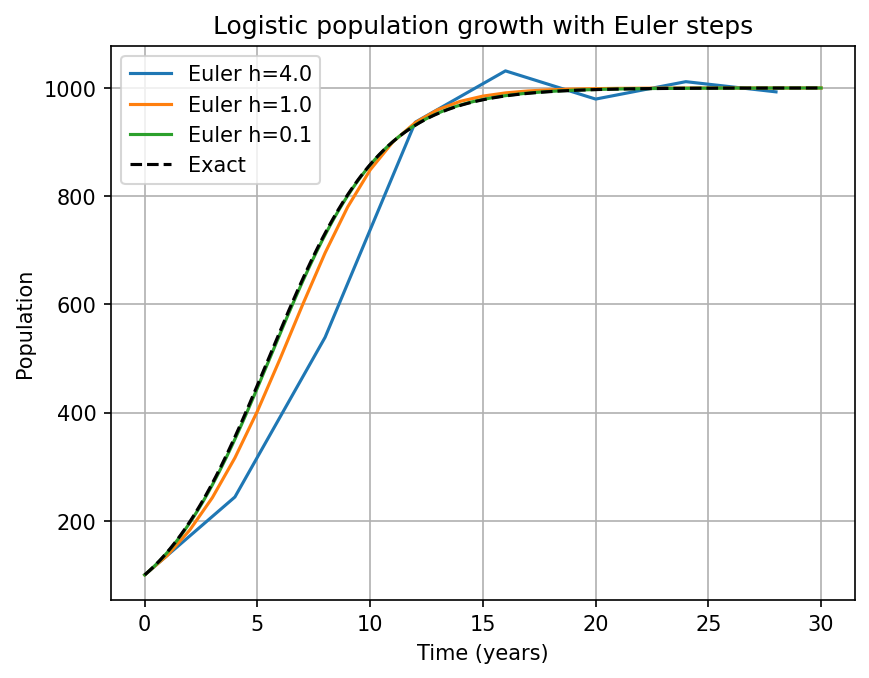 Logistic population growth with Euler steps
Euler h=4.0
Euler h=1.0
Euler h=0.1
Exact
1000
800
600
400
200
Population
0 5 10 15 20 25 30
Time (years)